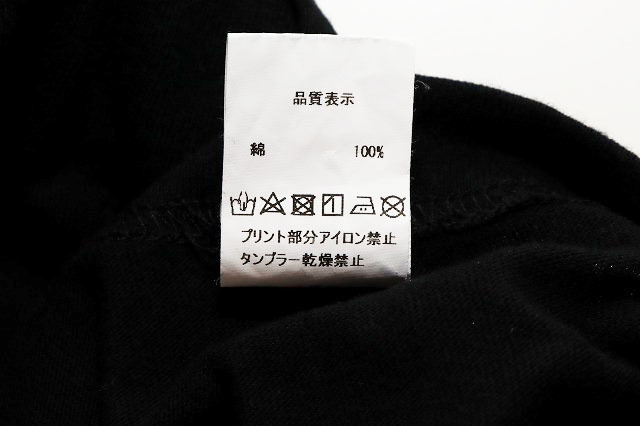 品質表示
綿 100%
プリント部分アイロン禁止
タンブラー乾燥禁止